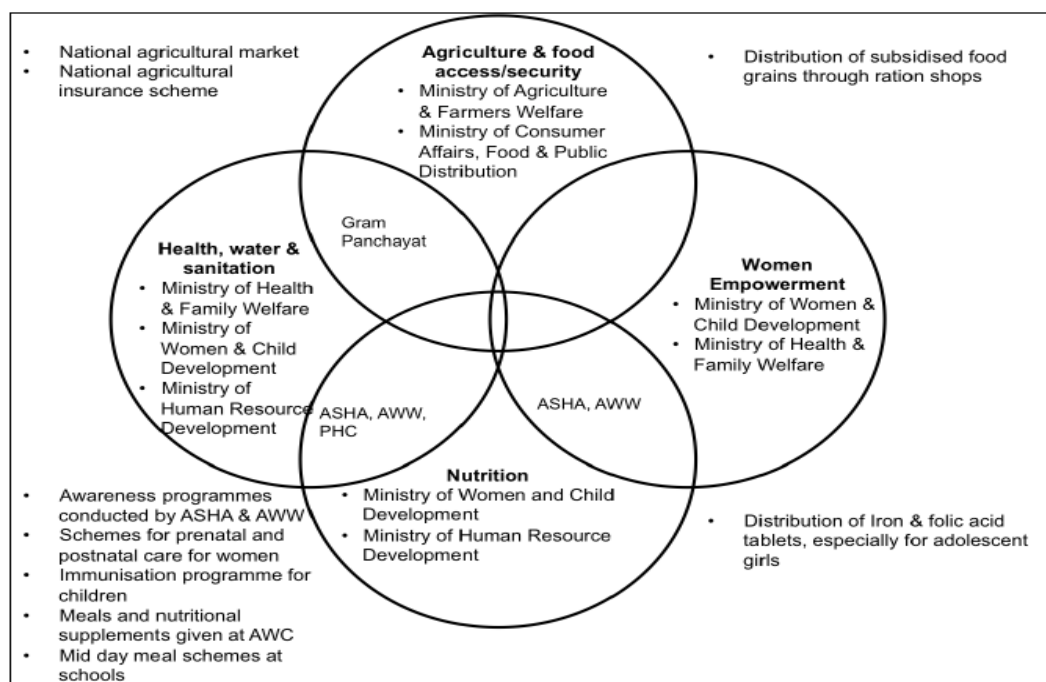 • National agricultural market
• National agricultural
insurance scheme
Agriculture & food
access/security
• Ministry of Agriculture
& Farmers Welfare
• Ministry of Consumer
Affairs, Food & Public
Distribution
• Distribution of subsidised food
grains through ration shops
Gram
Panchayat
Health, water &
sanitation
• Ministry of Health
& Family Welfare
• Ministry of
Women & Child
Development
• Ministry of
Human Resource
Development
Women
Empowerment
• Ministry of Women &
Child Development
• Ministry of Health &
Family Welfare
ASHA, AWW,
PHC
ASHA, AWW
Nutrition
• Ministry of Women and Child
Development
• Ministry of Human Resource
Development
• Awareness programmes
conducted by ASHA & AWW
• Schemes for prenatal and
postnatal care for women
• Immunisation programme for
children
• Meals and nutritional
supplements given at AWC
• Mid day meal schemes at
schools
• Distribution of Iron & folic acid
tablets, especially for adolescent
girls